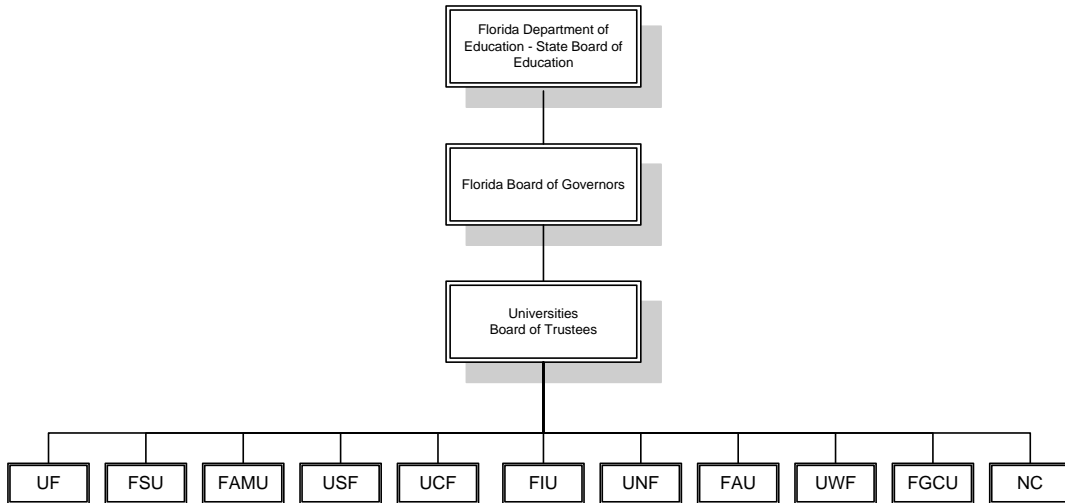 Florida Department of
Education - State Board of
Education
Florida Board of Governors
Universities
Board of Trustees
UF
FSU
FAMU
USF
UCF
FIU
UNF
FAU
UWF
FGCU
NC